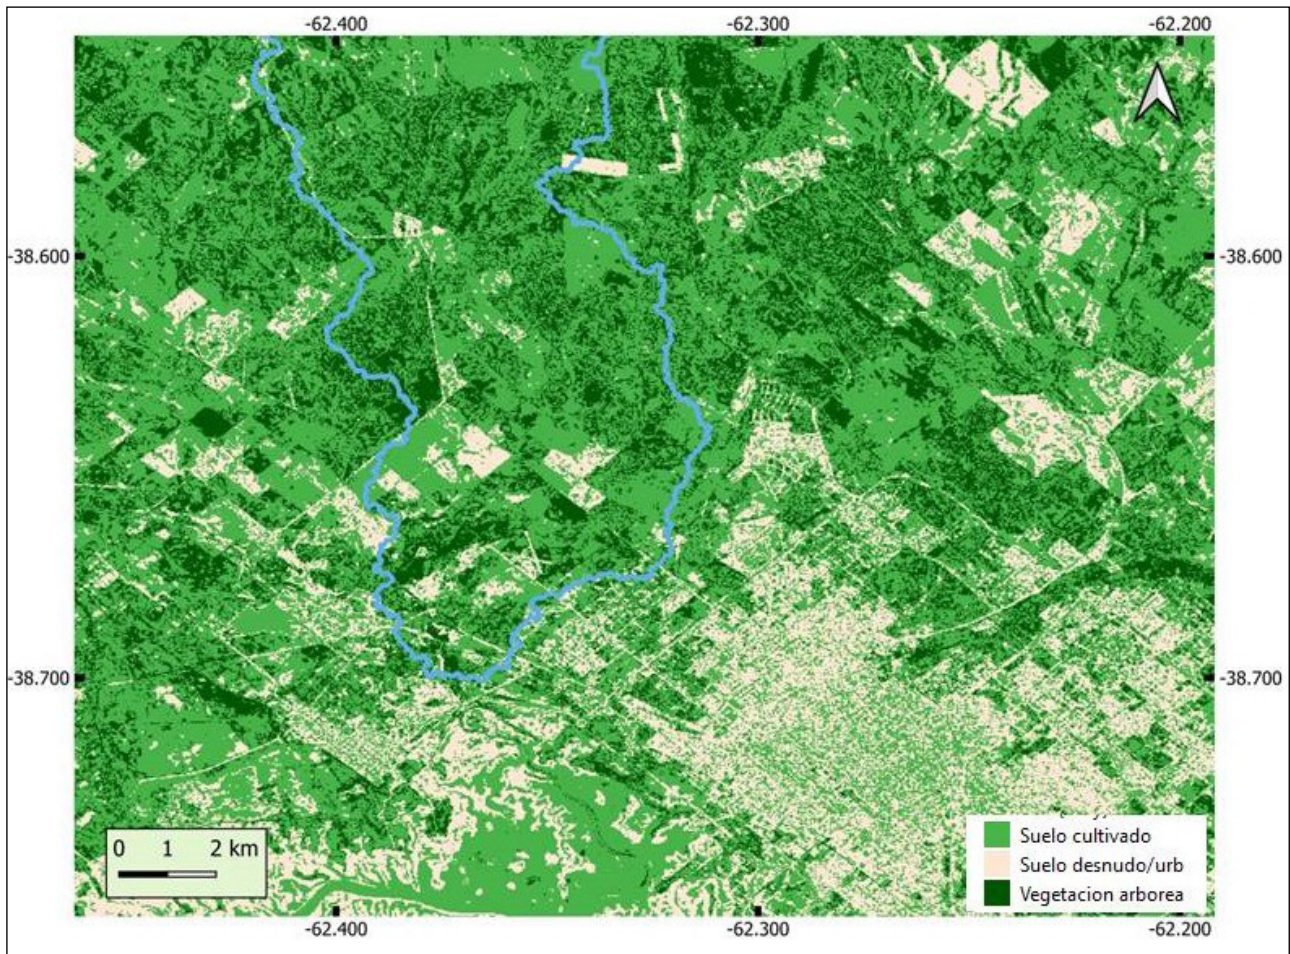 -62.400 -62.300 -62.200
-38.600 -38.600
-38.700 -38.700
0 1 2 km
Suelo cultivado
Suelo desnudo/urb
Vegetacion arborea
-62.400 -62.300 -62.200